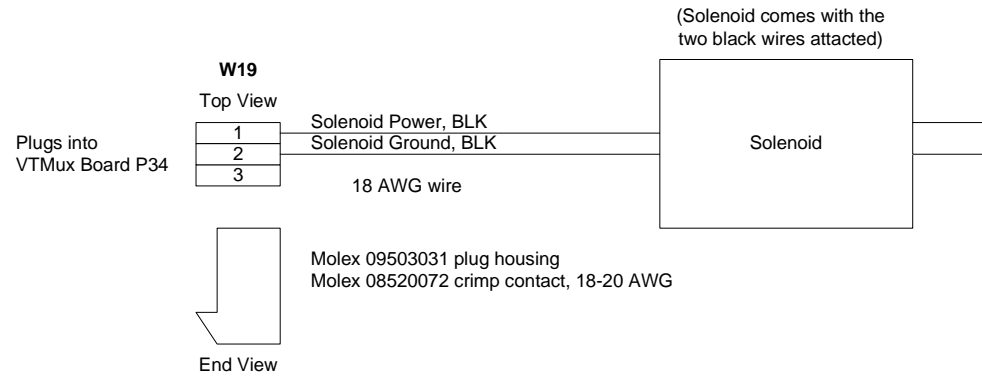 (Solenoid comes with the
two black wires attacted)
W19
Top View
Plugs into
VTMux Board P34
1
2
3
Solenoid Power, BLK
Solenoid Ground, BLK
18 AWG wire
Solenoid
Molex 09503031 plug housing
Molex 08520072 crimp contact, 18-20 AWG
End View